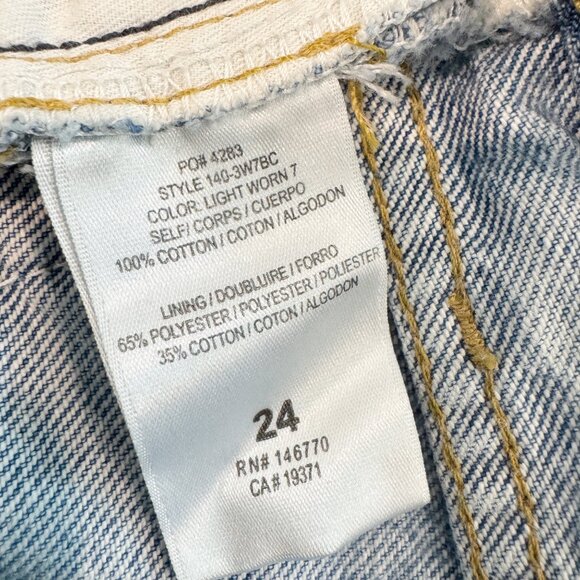 PO# 4283
STYLE 140-3W7BC
COLOR: LIGHT WORN 7
SELF/ CORPS / CUERPO
100% COTTON / COTON / ALGODON
LINING / DOUBLUIRE / FORRO
65% POLYESTER / POLYESTER / POLIESTER
35% COTTON / COTON / ALGODON
24
RN# 146770
CA# 19371